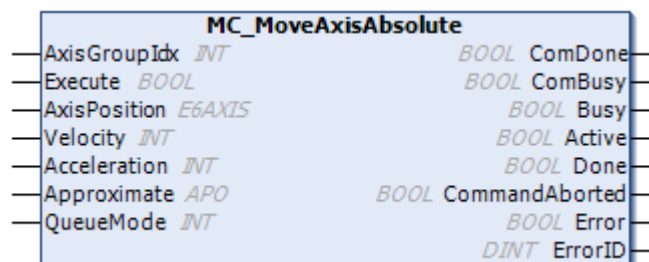 MC_MoveAxisAbsolute
AxisGroupIdx INT BOOL ComDone
Execute BOOL BOOL ComBusy
AxisPosition E6AXIS BOOL Busy
Velocity INT BOOL Active
Acceleration INT BOOL Done
Approximate APO BOOL CommandAborted
QueueMode INT BOOL Error
DINT ErrorID